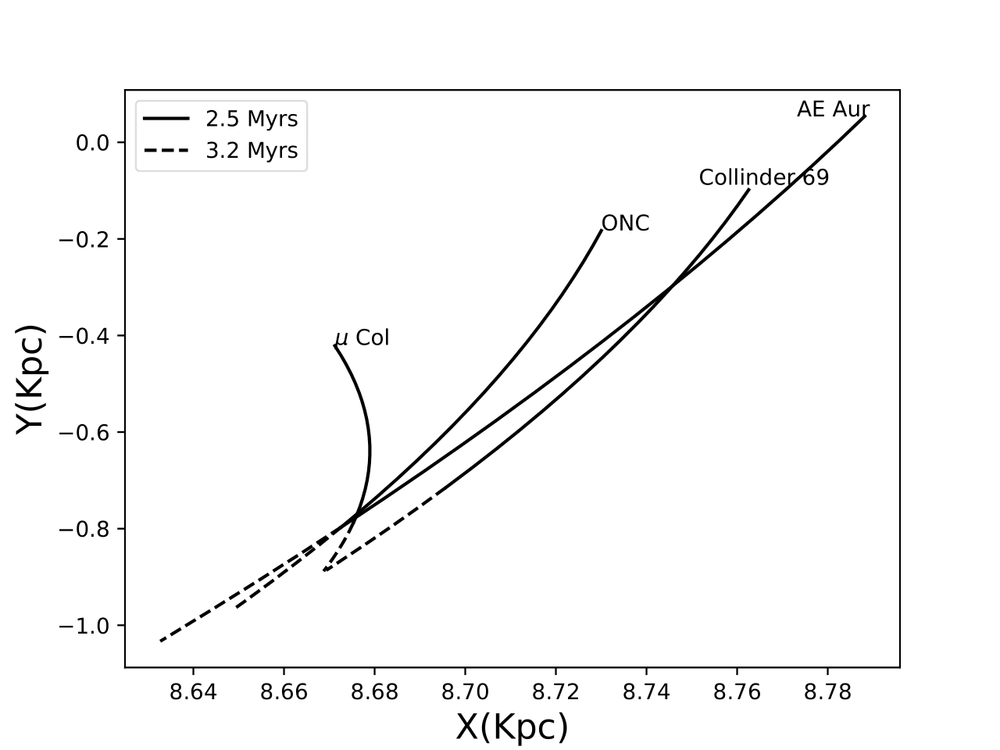 2.5 Myrs
3.2 Myrs
AE Aur
Collinder 69
ONC
μ Col
Y(Kpc)
0.0
−0.2
−0.4
−0.6
−0.8
−1.0
8.64 8.66 8.68 8.70 8.72 8.74 8.76 8.78
X(Kpc)